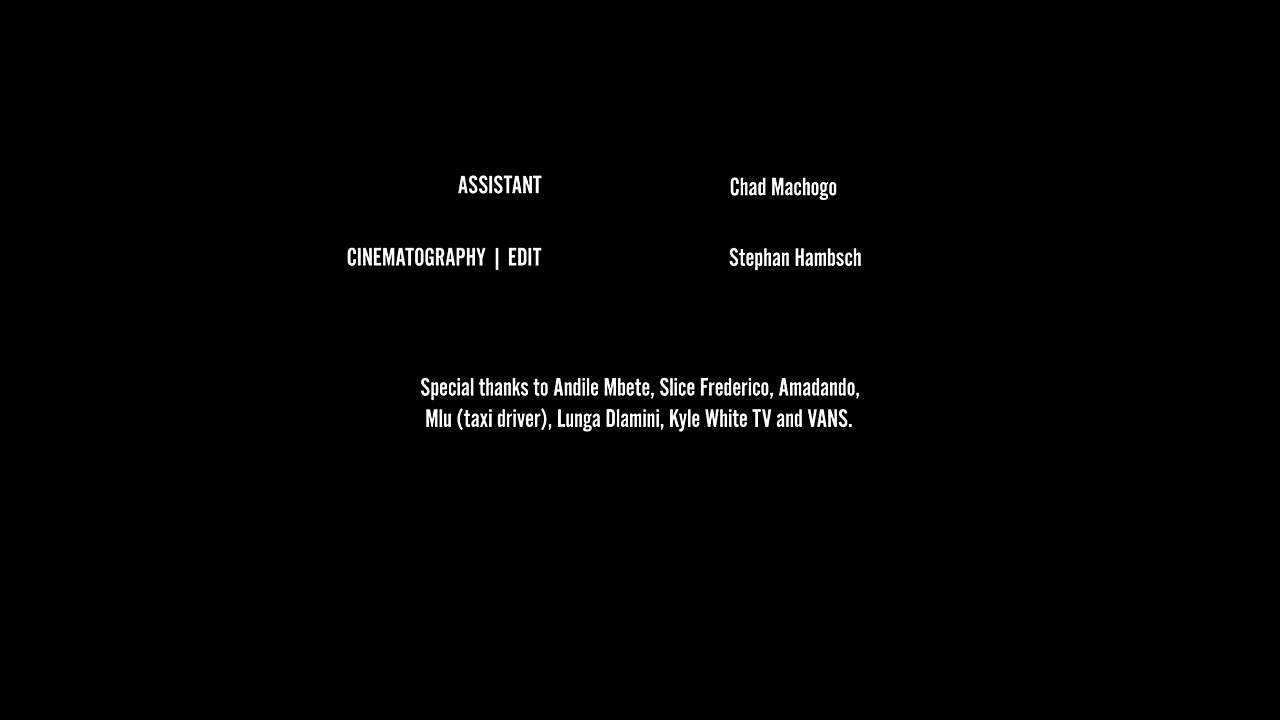 ASSISTANT Chad Machogo
CINEMATOGRAPHY | EDIT Stephan Hambsch
Special thanks to Andile Mbete, Slice Frederico, Amadando,
Mlu (taxi driver), Lunga Dlamini, Kyle White TV and VANS.